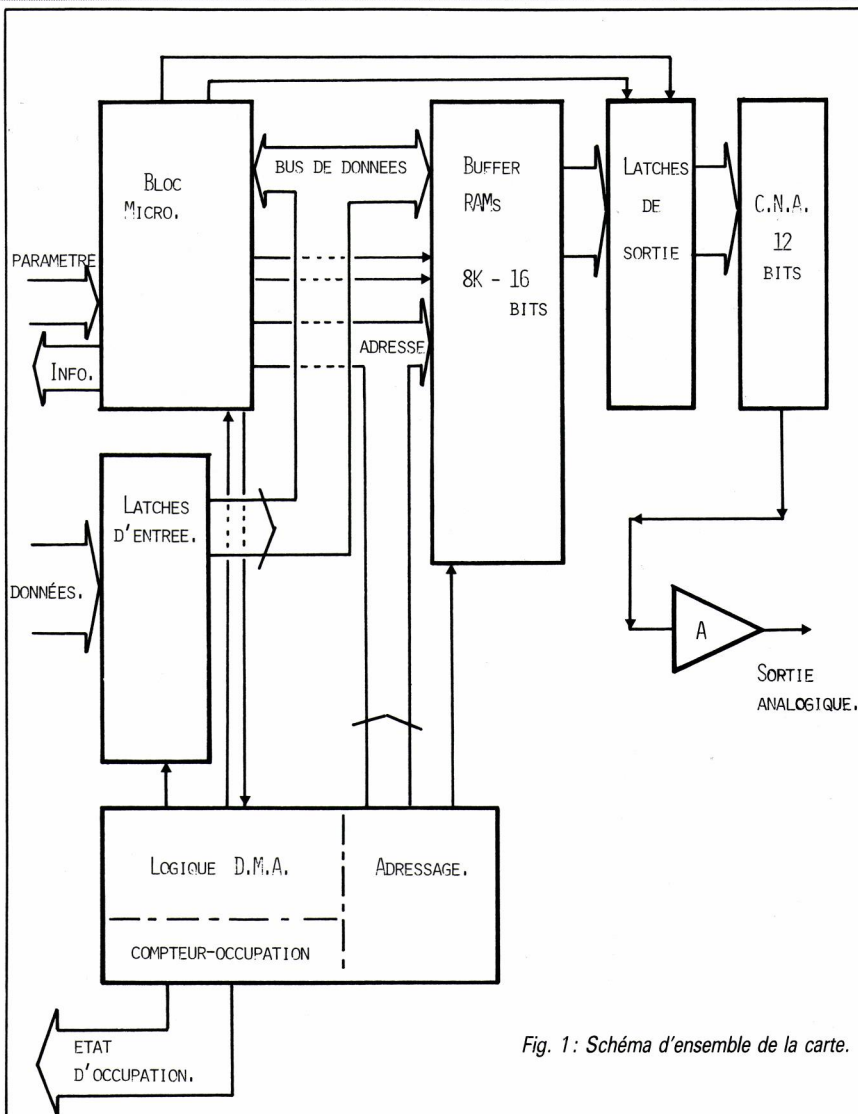 BLOC
MICRO.
BUS DE DONNEES
BUFFER
RAMS
8K - 16
BITS
LATCHES
DE
SORTIE
C.N.A.
12
BITS
PARAMETRE
INFO.
ADRESSE
LATCHES
D'ENTREE.
DONNÉES.
A
SORTIE
ANALOGIQUE.
LOGIQUE D.M.A.
ADRESSAGE.
COMPTEUR-OCCUPATION
ETAT
D'OCCUPATION.
Fig. 1: Schéma d'ensemble de la carte.